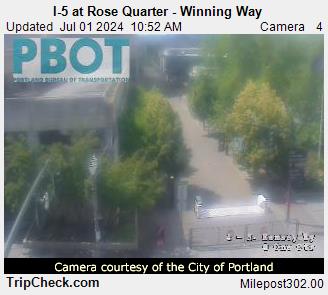 I-5 at Rose Quarter - Winning Way
Updated Jul 01 2024 10:52 AM Camera 4
PBOT
PORTLAND BUREAU OF TRANSPORTATION
Camera courtesy of the City of Portland
TripCheck.com Milepost302.00